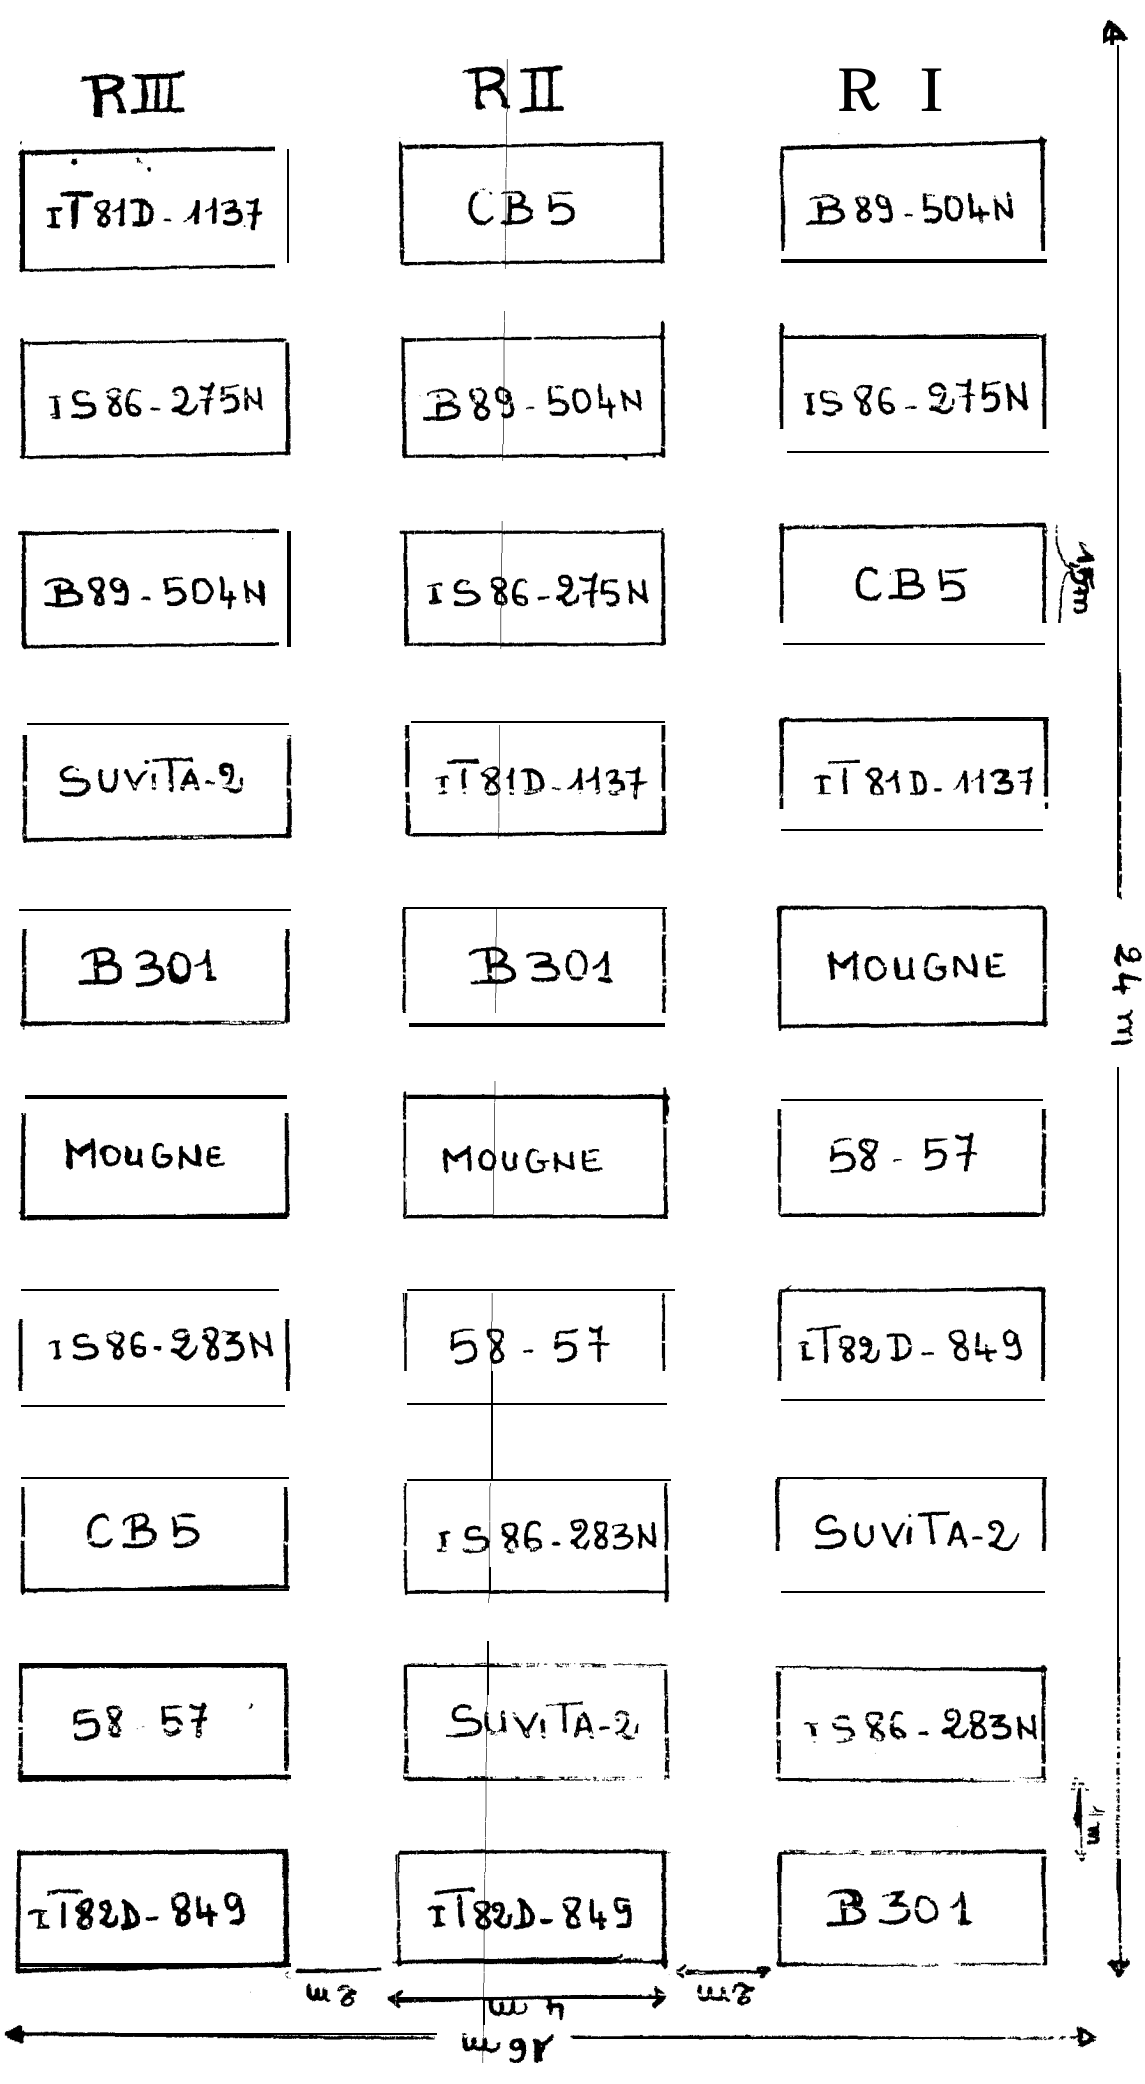 RIII RII R I
IT81D-1137 CB5 B89-504N
IS86-275N B89-504N IS86-275N
B89-504N IS86-275N CB5
1,5m
SUViTA-2 IT81D-1137 IT81D-1137
B301 B301 MOUGNE
24 m
MOUGNE MOUGNE 58-57
IS86-283N 58-57 IT82D-849
CB5 IS86-283N SUViTA-2
58-57 SUViTA-2 IS86-283N
1m
IT82D-849 IT82D-849 B301
2m 4m 2m
16m